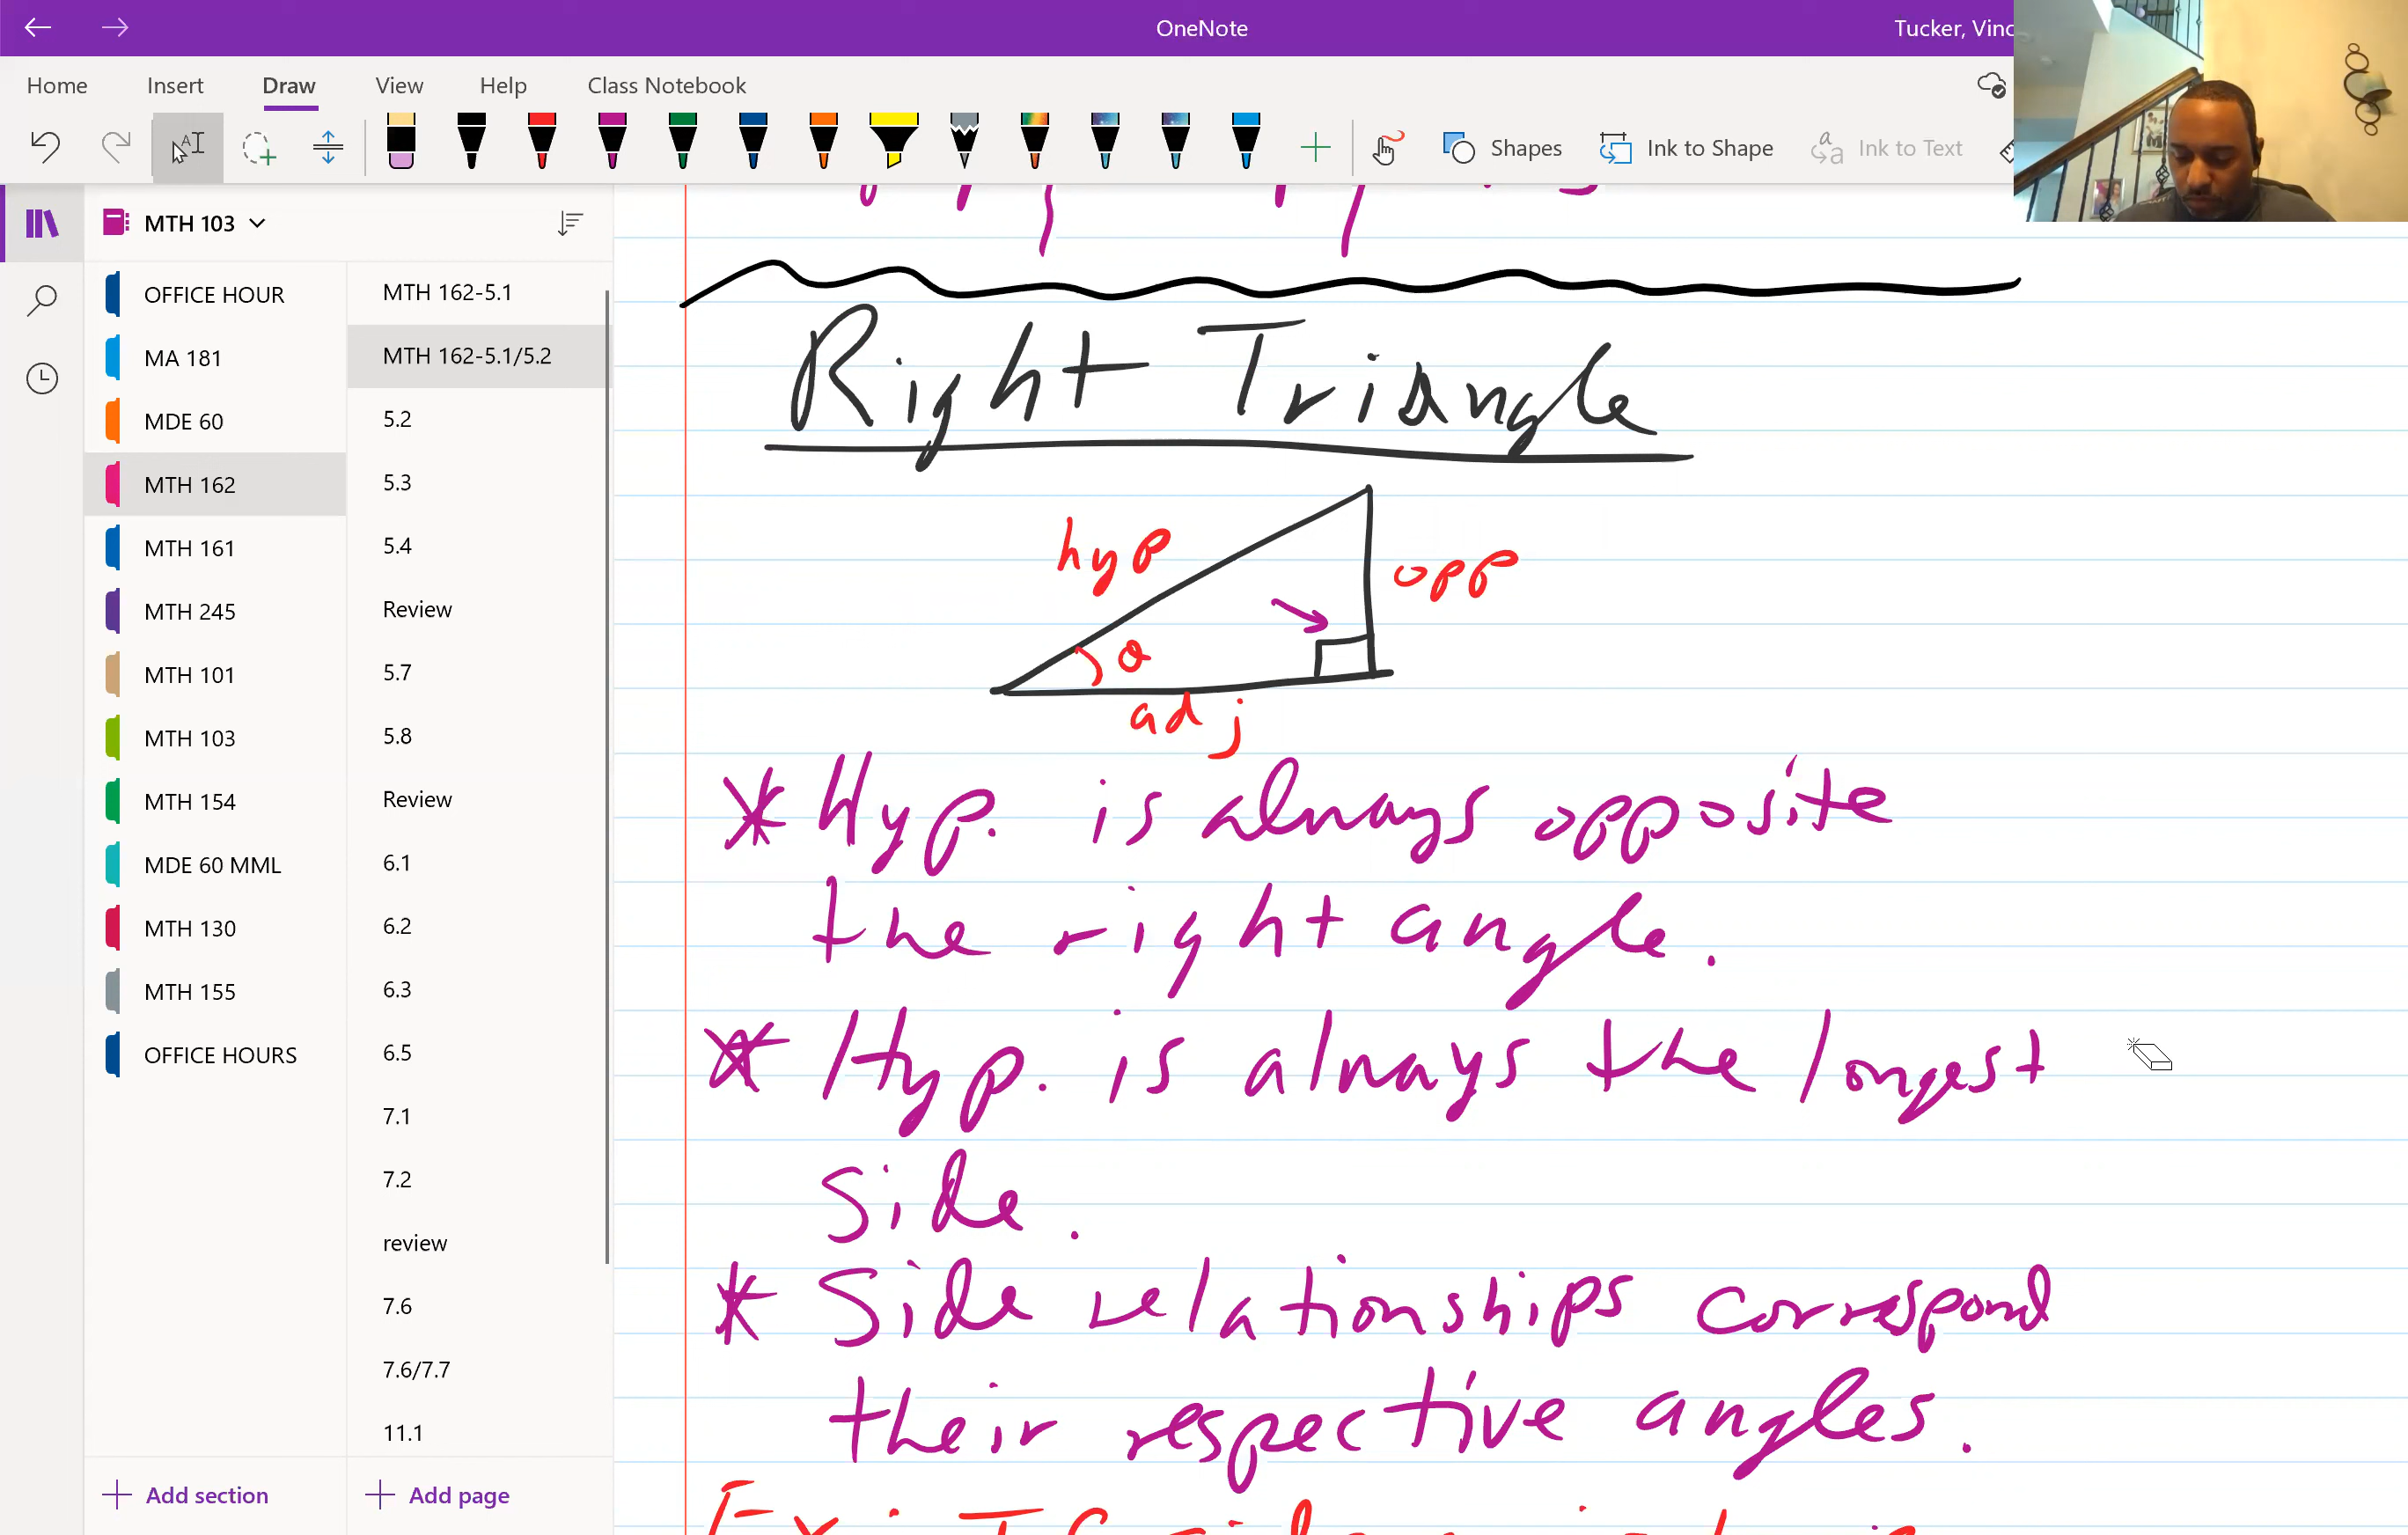 OneNote
Tucker, Vinc
Home Insert Draw View Help Class Notebook
Shapes Ink to Shape Ink to Text
MTH 103
OFFICE HOUR
MA 181
MDE 60
MTH 162
MTH 161
MTH 245
MTH 101
MTH 103
MTH 154
MDE 60 MML
MTH 130
MTH 155
OFFICE HOURS
Add section
MTH 162-5.1
MTH 162-5.1/5.2
5.2
5.3
5.4
Review
5.7
5.8
Review
6.1
6.2
6.3
6.5
7.1
7.2
review
7.6
7.6/7.7
11.1
Add page
Right Triangle
hyp
opp
θ
adj
* Hyp. is always opposite
the right angle.
* Hyp. is always the longest
Side.
* Side relationships correspond
their respective angles.